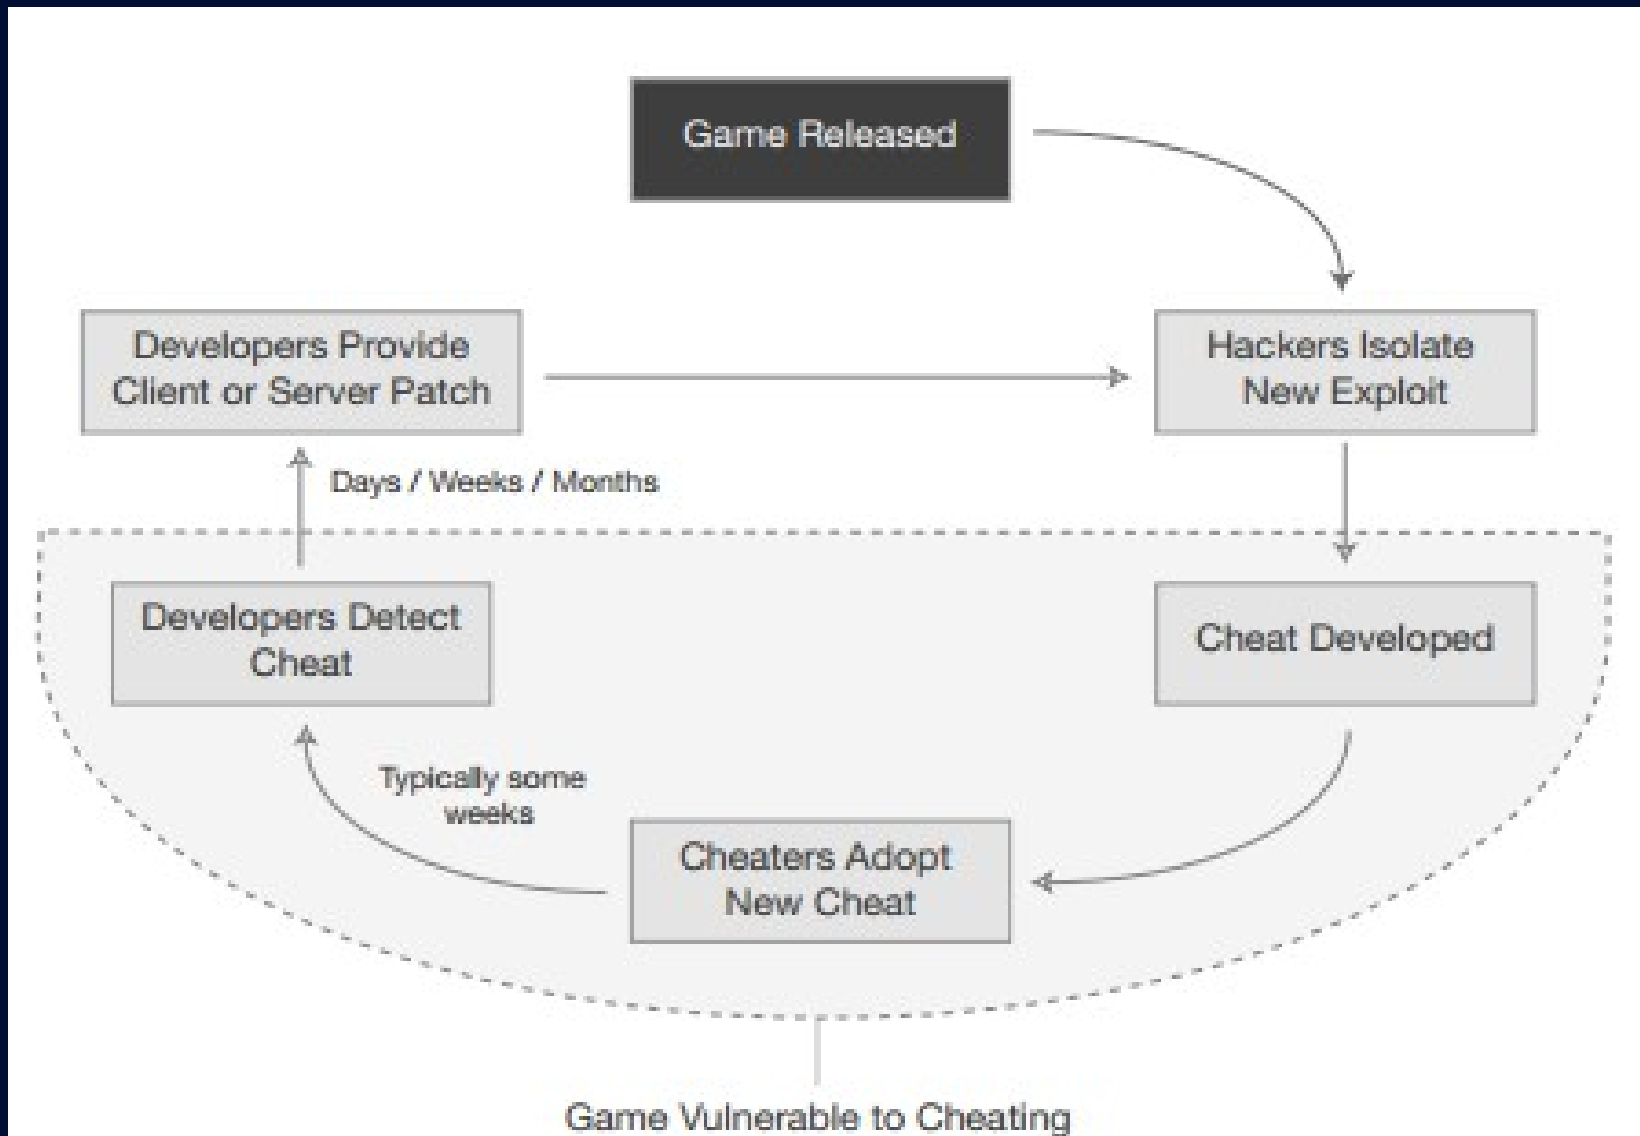 Game Released
Developers Provide
Client or Server Patch
Hackers Isolate
New Exploit
Days / Weeks / Months
Developers Detect
Cheat
Cheat Developed
Typically some
weeks
Cheaters Adopt
New Cheat
Game Vulnerable to Cheating